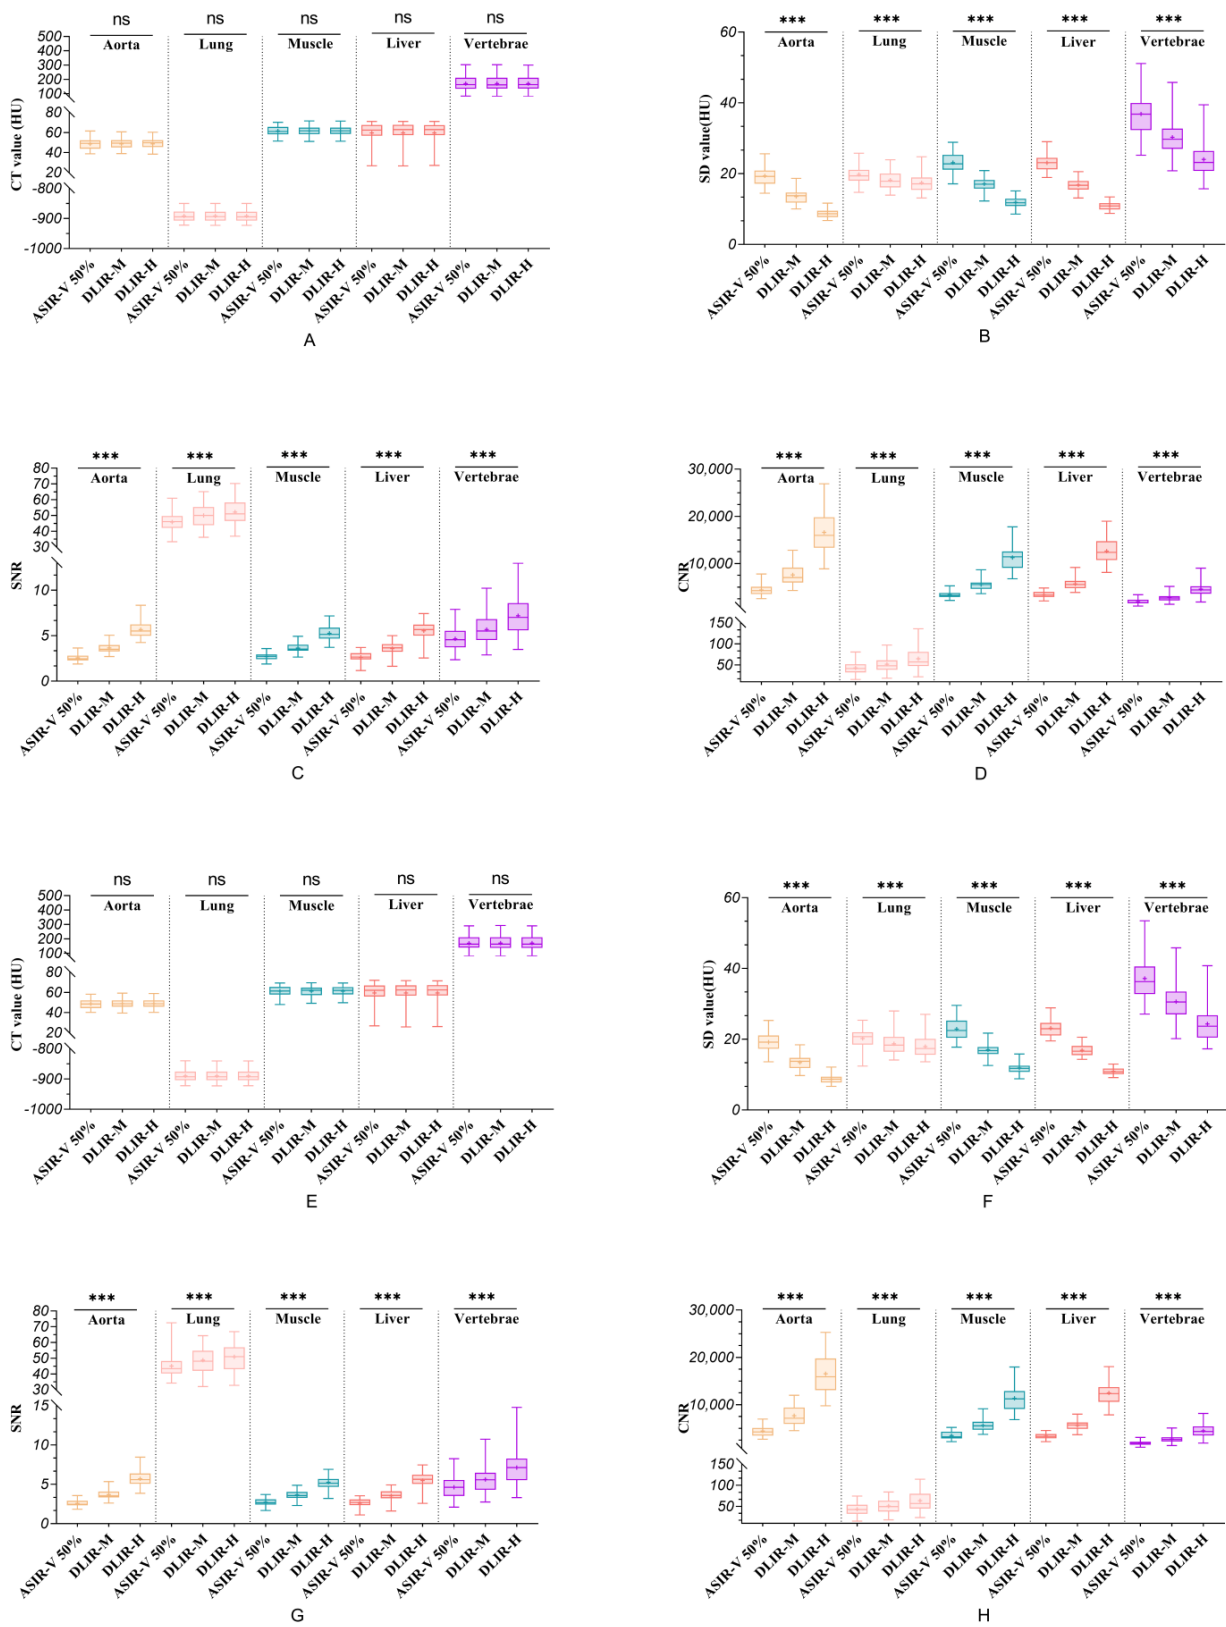 ns ns ns ns ns
Aorta Lung Muscle Liver Vertebrae
CT value (HU)
500
400
300
200
100
80
60
40
20
-800
-900
-1000
ASIR-V 50% DLIR-M DLIR-H ASIR-V 50% DLIR-M DLIR-H ASIR-V 50% DLIR-M DLIR-H ASIR-V 50% DLIR-M DLIR-H ASIR-V 50% DLIR-M DLIR-H
A
*** *** *** *** ***
Aorta Lung Muscle Liver Vertebrae
SD value(HU)
60
40
20
0
ASIR-V 50% DLIR-M DLIR-H ASIR-V 50% DLIR-M DLIR-H ASIR-V 50% DLIR-M DLIR-H ASIR-V 50% DLIR-M DLIR-H ASIR-V 50% DLIR-M DLIR-H
B
*** *** *** *** ***
Aorta Lung Muscle Liver Vertebrae
SNR
80
70
60
50
40
30
10
5
0
ASIR-V 50% DLIR-M DLIR-H ASIR-V 50% DLIR-M DLIR-H ASIR-V 50% DLIR-M DLIR-H ASIR-V 50% DLIR-M DLIR-H ASIR-V 50% DLIR-M DLIR-H
C
*** *** *** *** ***
Aorta Lung Muscle Liver Vertebrae
CNR
30,000
20,000
10,000
150
100
50
ASIR-V 50% DLIR-M DLIR-H ASIR-V 50% DLIR-M DLIR-H ASIR-V 50% DLIR-M DLIR-H ASIR-V 50% DLIR-M DLIR-H ASIR-V 50% DLIR-M DLIR-H
D
ns ns ns ns ns
Aorta Lung Muscle Liver Vertebrae
CT value (HU)
500
400
300
200
100
80
60
40
20
-800
-900
-1000
ASIR-V 50% DLIR-M DLIR-H ASIR-V 50% DLIR-M DLIR-H ASIR-V 50% DLIR-M DLIR-H ASIR-V 50% DLIR-M DLIR-H ASIR-V 50% DLIR-M DLIR-H
E
*** *** *** *** ***
Aorta Lung Muscle Liver Vertebrae
SD value(HU)
60
40
20
0
ASIR-V 50% DLIR-M DLIR-H ASIR-V 50% DLIR-M DLIR-H ASIR-V 50% DLIR-M DLIR-H ASIR-V 50% DLIR-M DLIR-H ASIR-V 50% DLIR-M DLIR-H
F
*** *** *** *** ***
Aorta Lung Muscle Liver Vertebrae
SNR
80
70
60
50
40
30
15
10
5
0
ASIR-V 50% DLIR-M DLIR-H ASIR-V 50% DLIR-M DLIR-H ASIR-V 50% DLIR-M DLIR-H ASIR-V 50% DLIR-M DLIR-H ASIR-V 50% DLIR-M DLIR-H
G
*** *** *** *** ***
Aorta Lung Muscle Liver Vertebrae
CNR
30,000
20,000
10,000
150
100
50
ASIR-V 50% DLIR-M DLIR-H ASIR-V 50% DLIR-M DLIR-H ASIR-V 50% DLIR-M DLIR-H ASIR-V 50% DLIR-M DLIR-H ASIR-V 50% DLIR-M DLIR-H
H